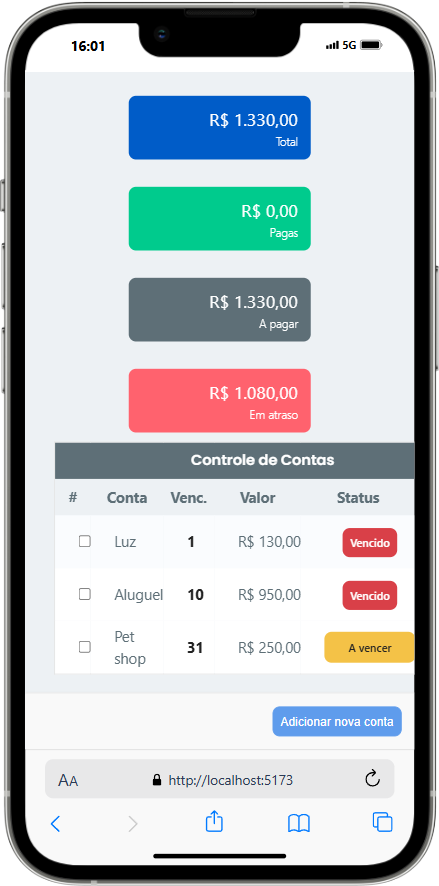 16:01 5G
R$ 1.330,00
Total
R$ 0,00
Pagas
R$ 1.330,00
A pagar
R$ 1.080,00
Em atraso
Controle de Contas
# Conta Venc. Valor Status
Luz 1 R$ 130,00 Vencido
Aluguel 10 R$ 950,00 Vencido
Pet shop 31 R$ 250,00 A vencer
Adicionar nova conta
AA http://localhost:5173